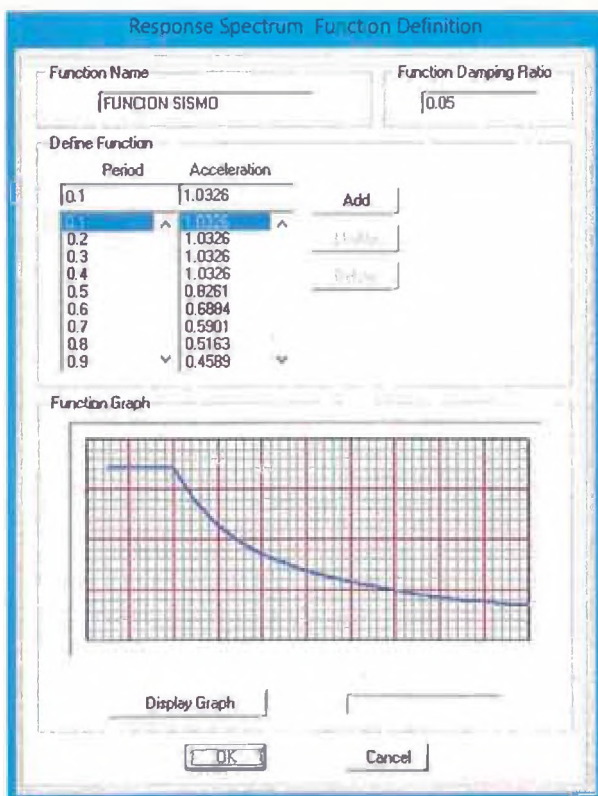 Response Spectrum Function Definition
Function Name
Function Damping Ratio
FUNCION SISMO
0.05
Define Function
Period Acceleration
0.1 1.0326
Add
0.1 1.0326
0.2 1.0326
0.3 1.0326
0.4 1.0326
0.5 0.8261
0.6 0.6884
0.7 0.5901
0.8 0.5163
0.9 0.4589
Function Graph
Display Graph
OK
Cancel